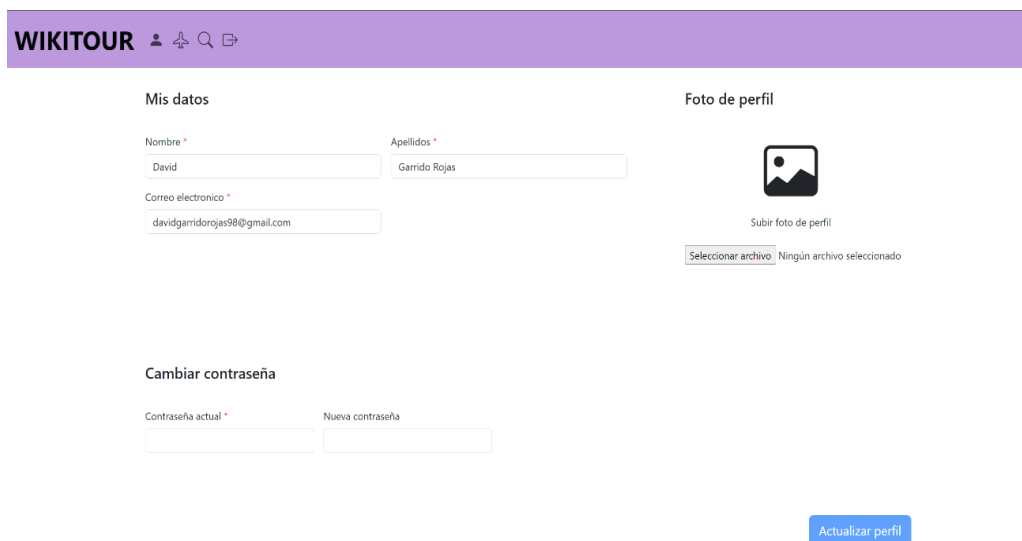 WIKITOUR
Mis datos
Nombre *
David
Apellidos *
Garrido Rojas
Correo electronico *
davidgarridorojas98@gmail.com
Foto de perfil
Subir foto de perfil
Seleccionar archivo Ningún archivo seleccionado
Cambiar contraseña
Contraseña actual *
Nueva contraseña
Actualizar perfil